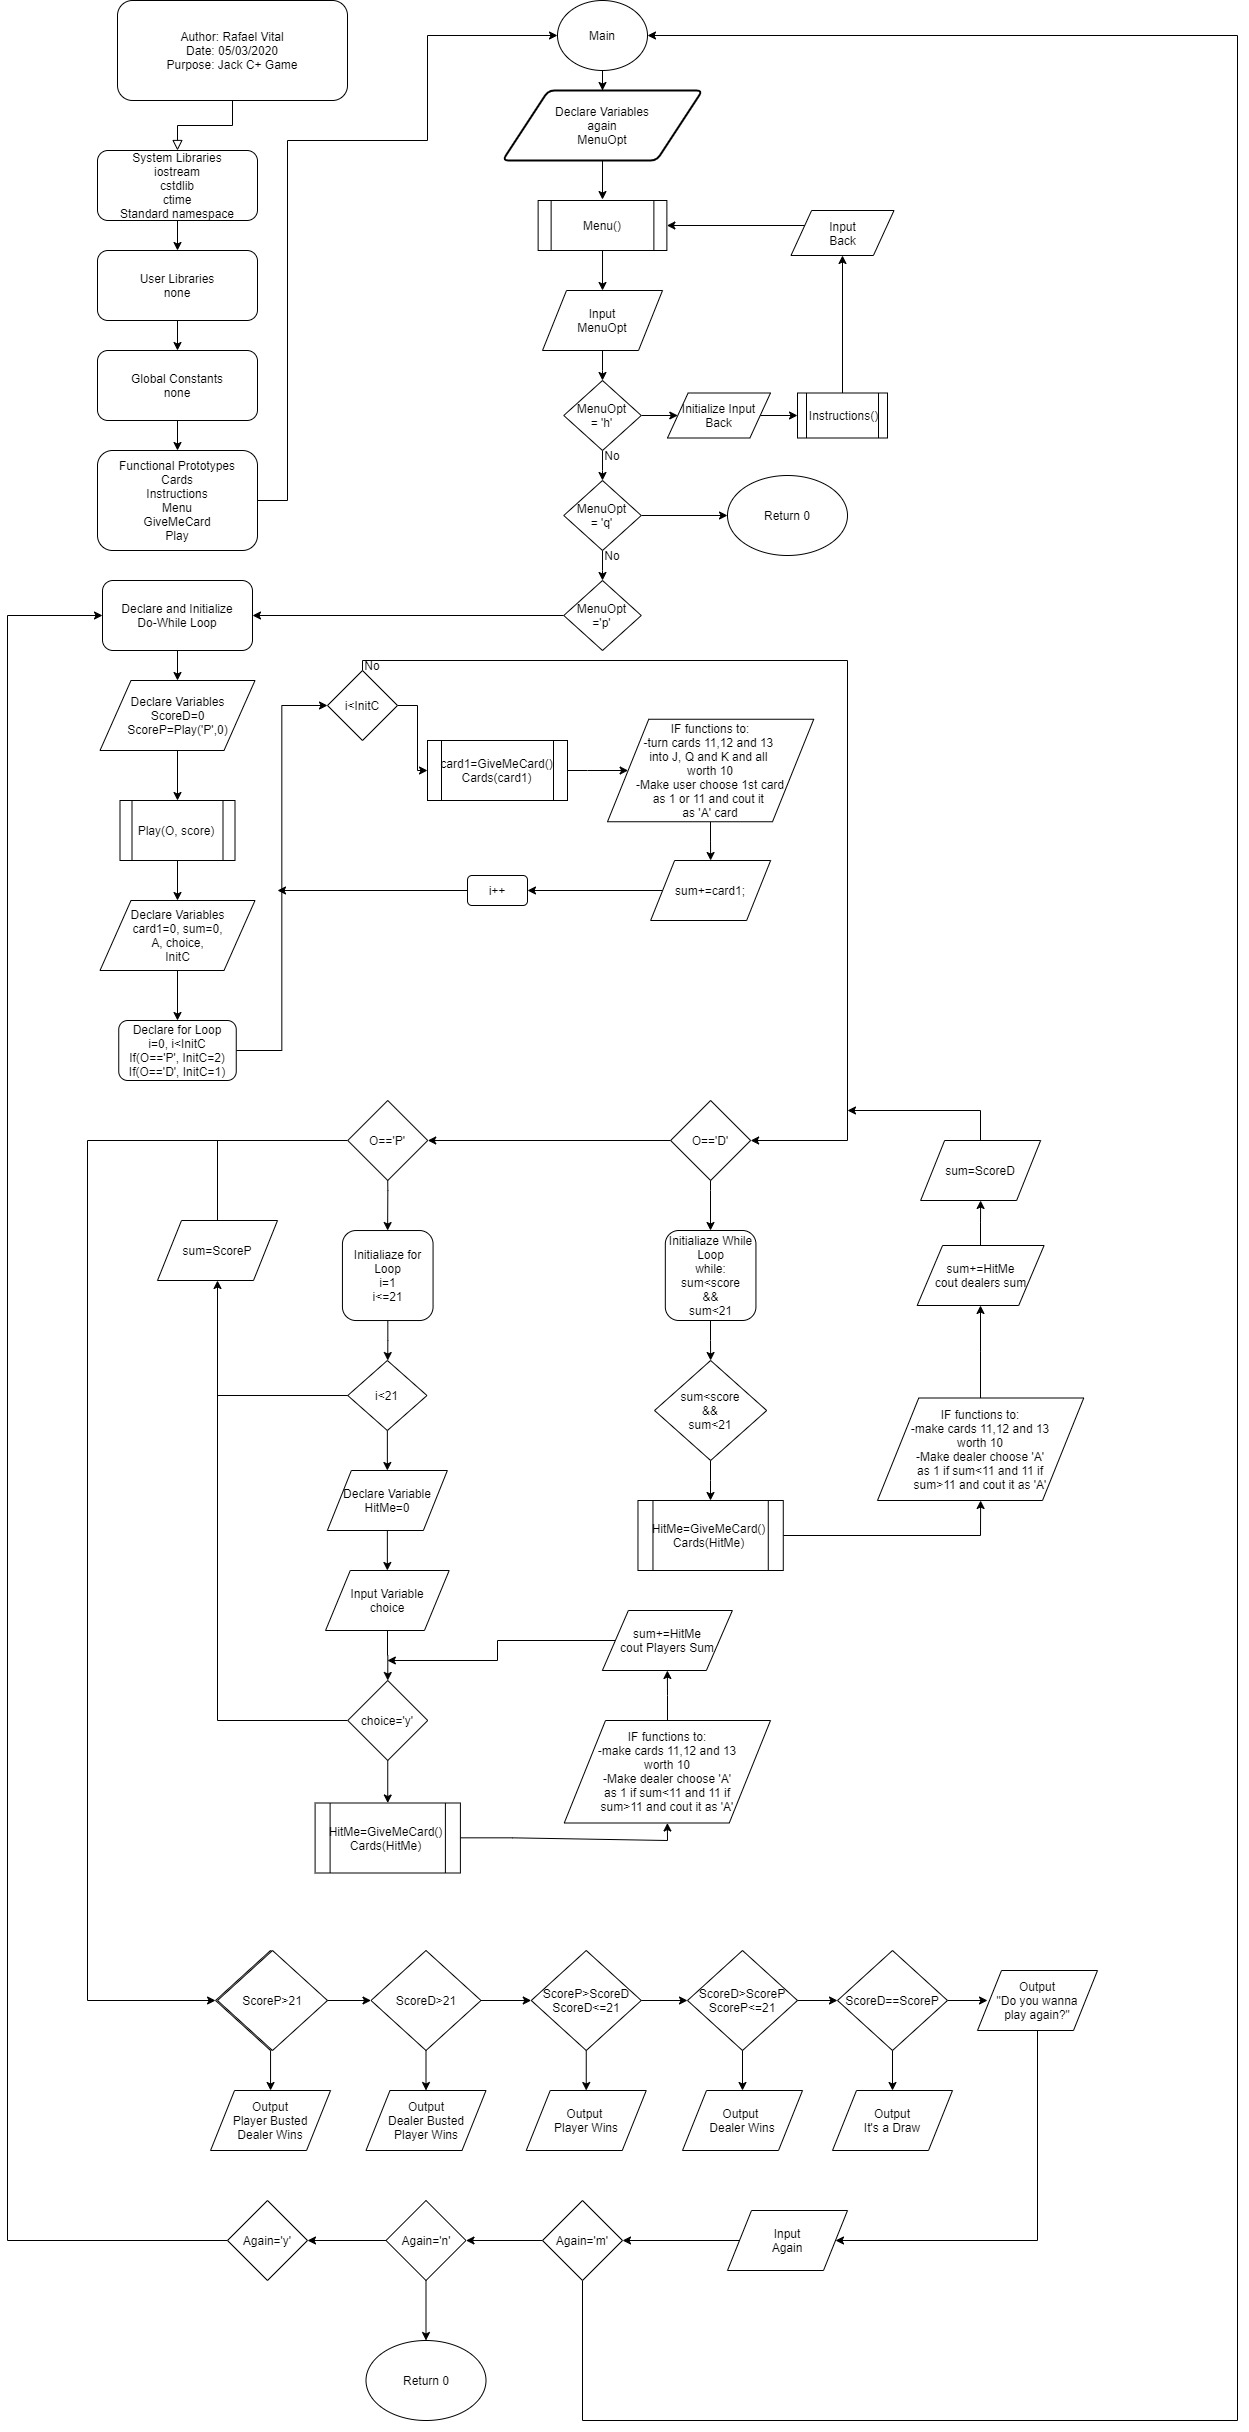 Author: Rafael Vital
Date: 05/03/2020
Purpose: Jack C+ Game
System Libraries
iostream
cstdlib
ctime
Standard namespace
User Libraries
none
Global Constants
none
Functional Prototypes
Cards
Instructions
Menu
GiveMeCard
Play
Main
Declare Variables
again
MenuOpt
Menu()
Input
Back
Input
MenuOpt
MenuOpt
= 'h'
Initialize Input
Back
Instructions()
No
MenuOpt
= 'q'
Return 0
No
MenuOpt
='p'
Declare and Initialize
Do-While Loop
Declare Variables
ScoreD=0
ScoreP=Play('P',0)
Play(O, score)
Declare Variables
card1=0, sum=0,
A, choice,
InitC
Declare for Loop
i=0, i<InitC
If(O=='P', InitC=2)
If(O=='D', InitC=1)
No
i<InitC
card1=GiveMeCard()
Cards(card1)
IF functions to:
-turn cards 11,12 and 13
into J, Q and K and all
worth 10
-Make user choose 1st card
as 1 or 11 and cout it
as 'A' card
sum+=card1;
i++
O=='D'
O=='P'
sum=ScoreD
sum=ScoreP
Initialiaze for
Loop
i=1
i<=21
Initialiaze While
Loop
while:
sum<score
&&
sum<21
sum+=HitMe
cout dealers sum
i<21
sum<score
&&
sum<21
IF functions to:
-make cards 11,12 and 13
worth 10
-Make dealer choose 'A'
as 1 if sum<11 and 11 if
sum>11 and cout it as 'A'
Declare Variable
HitMe=0
HitMe=GiveMeCard()
Cards(HitMe)
Input Variable
choice
sum+=HitMe
cout Players Sum
choice='y'
IF functions to:
-make cards 11,12 and 13
worth 10
-Make dealer choose 'A'
as 1 if sum<11 and 11 if
sum>11 and cout it as 'A'
HitMe=GiveMeCard()
Cards(HitMe)
ScoreP>21
ScoreD>21
ScoreP>ScoreD
ScoreD<=21
ScoreD>ScoreP
ScoreP<=21
ScoreD==ScoreP
Output
"Do you wanna
play again?"
Output
Player Busted
Dealer Wins
Output
Dealer Busted
Player Wins
Output
Player Wins
Output
Dealer Wins
Output
It's a Draw
Again='y'
Again='n'
Again='m'
Input
Again
Return 0